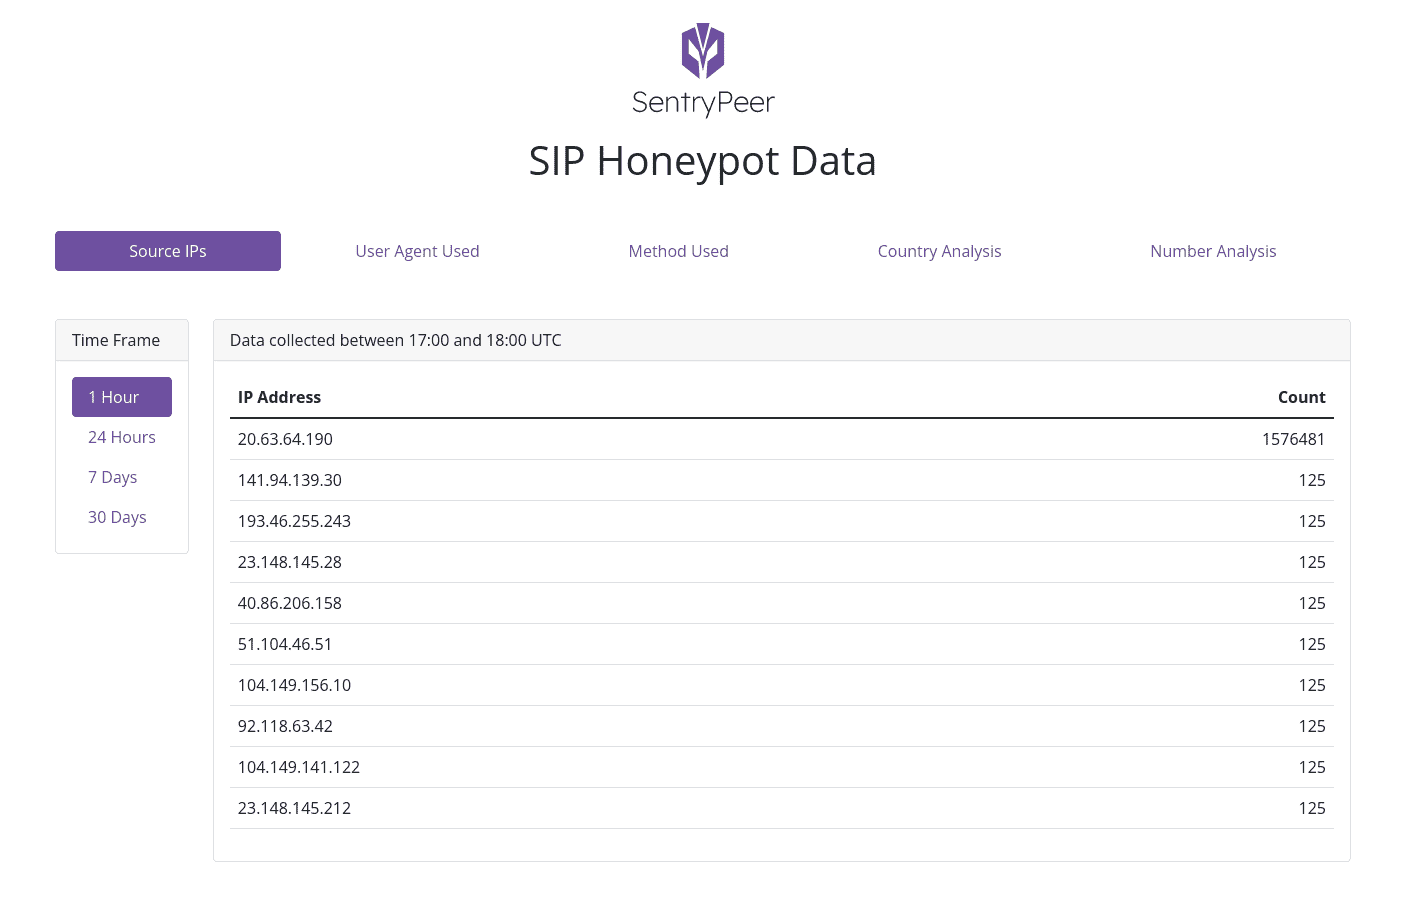 SentryPeer
SIP Honeypot Data
Source IPs User Agent Used Method Used Country Analysis Number Analysis
Time Frame
1 Hour
24 Hours
7 Days
30 Days
Data collected between 17:00 and 18:00 UTC
IP Address Count
20.63.64.190 1576481
141.94.139.30 125
193.46.255.243 125
23.148.145.28 125
40.86.206.158 125
51.104.46.51 125
104.149.156.10 125
92.118.63.42 125
104.149.141.122 125
23.148.145.212 125